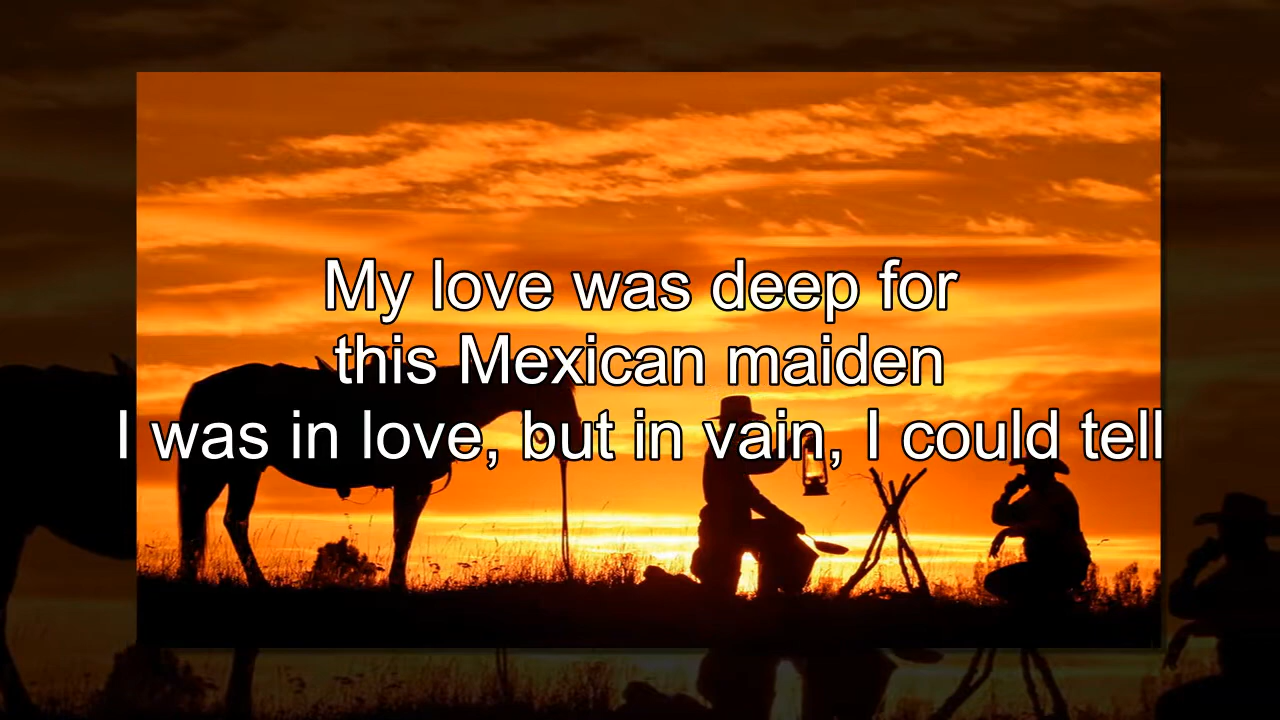 My love was deep for
this Mexican maiden
I was in love, but in vain, I could tell